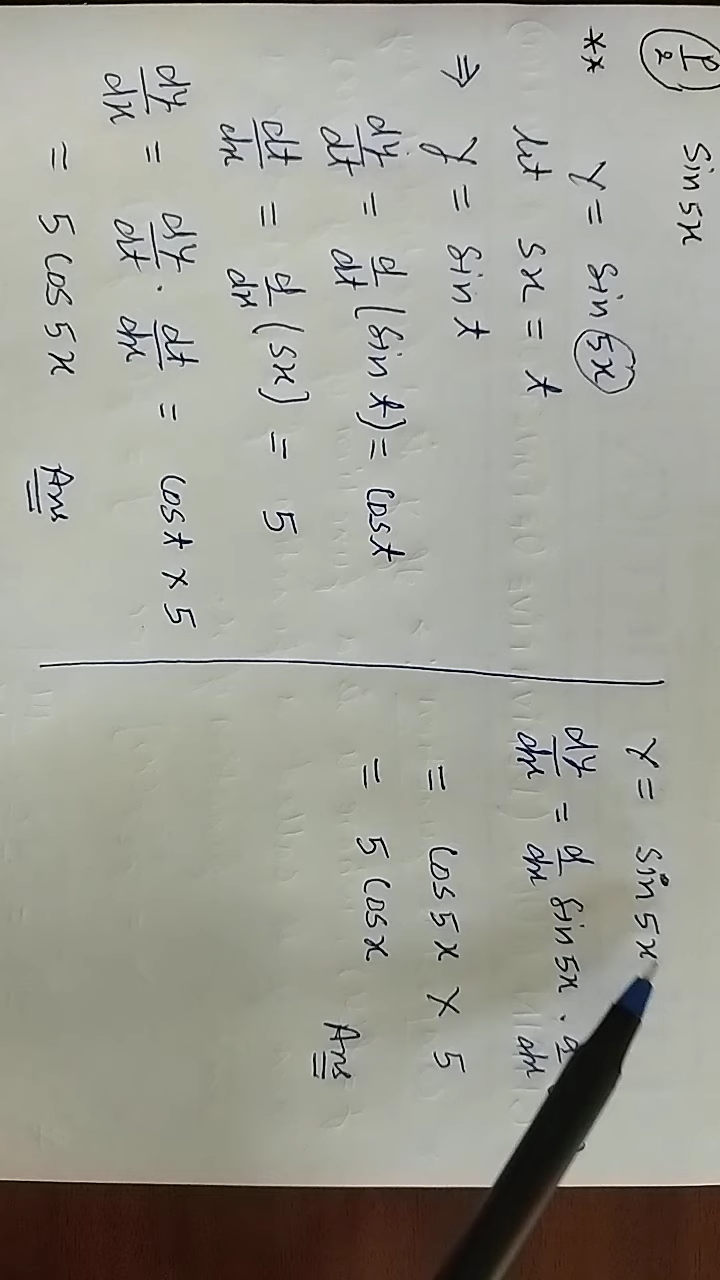 P/2 sin 5x
** y = sin 5x
let 5x = t
⇒ y = sin t
dy/dt = d/dt (sin t) = cos t
dt/dx = d/dx (5x) = 5
dy/dx = dy/dt · dt/dx = cos t × 5
= 5 cos 5x Ans
y = sin 5x
dy/dx = d/dx sin 5x · d/dx
= cos 5x × 5
= 5 cos x Ans